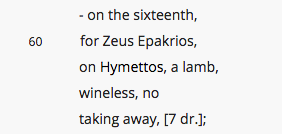 - on the sixteenth,
60 for Zeus Epakrios,
on Hymettos, a lamb,
wineless, no
taking away, [7 dr.];